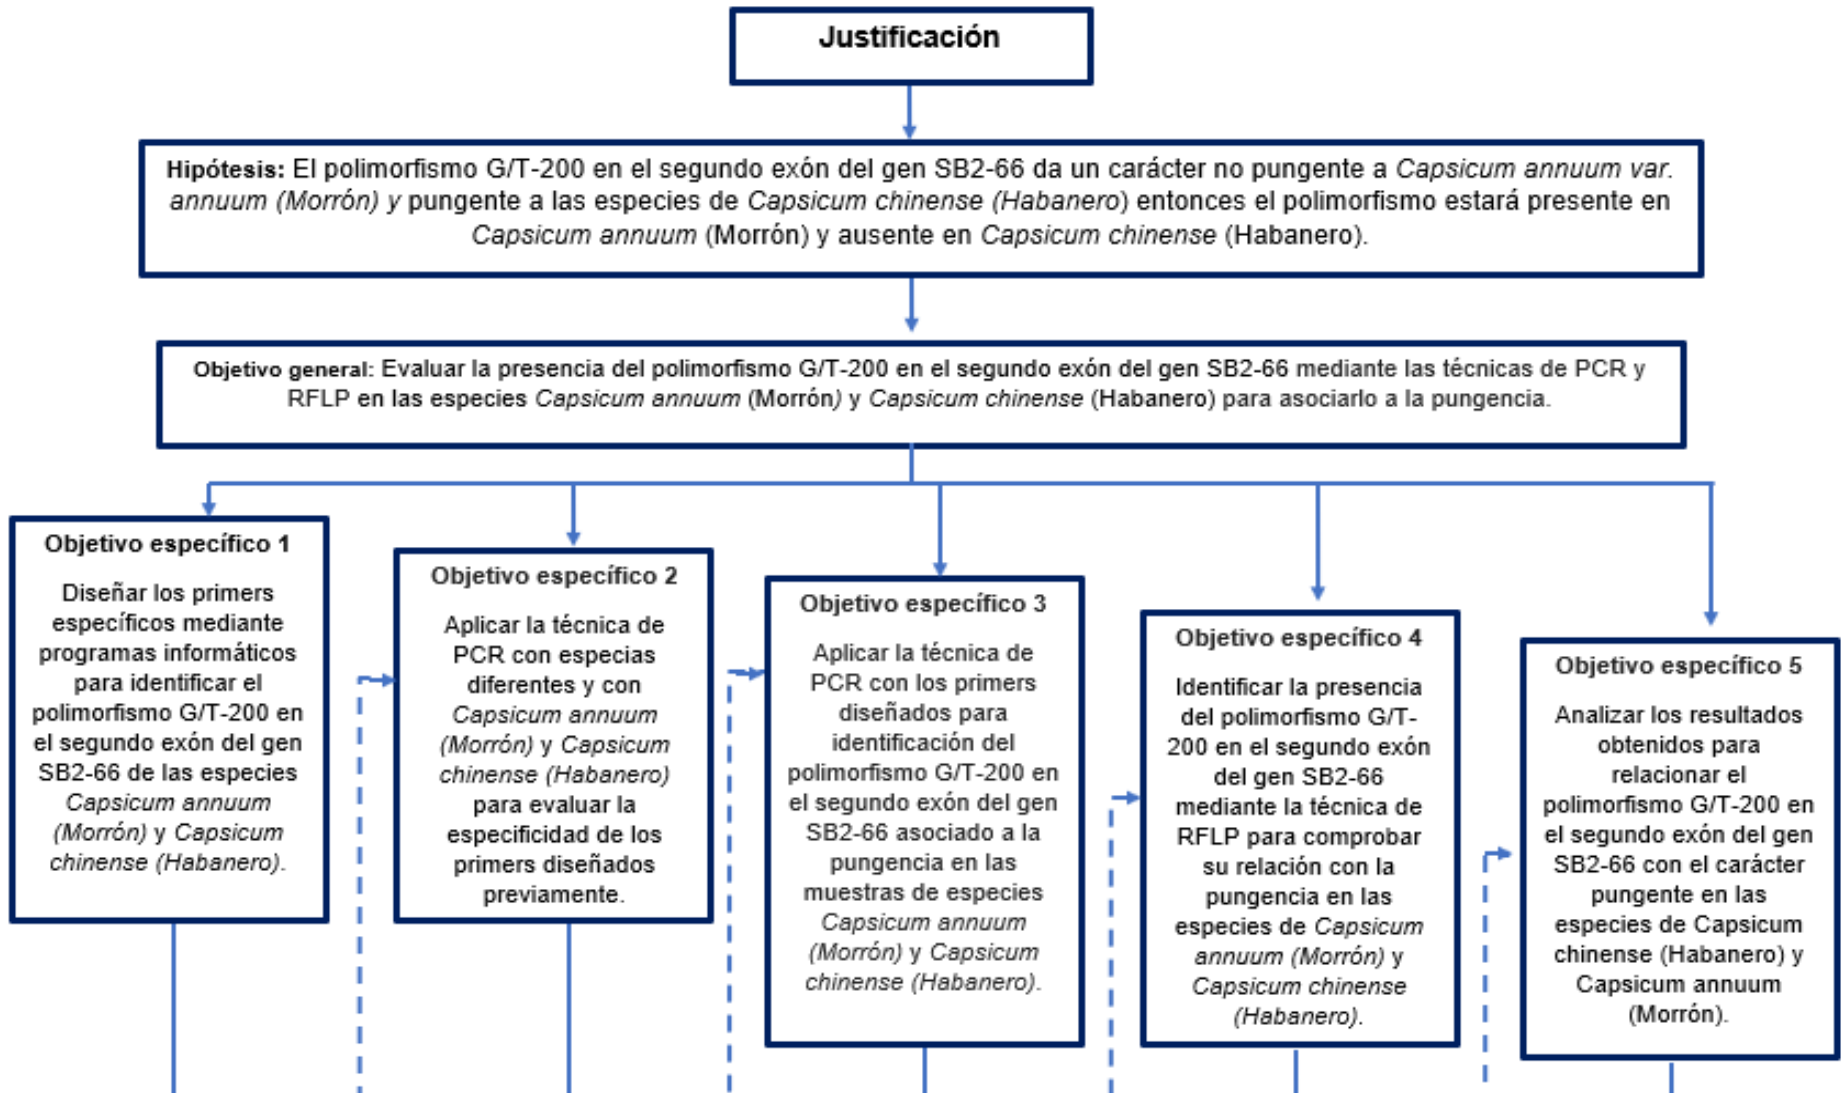 Justificación
Hipótesis: El polimorfismo G/T-200 en el segundo exón del gen SB2-66 da un carácter no pungente a Capsicum annuum var.
annuum (Morrón) y pungente a las especies de Capsicum chinense (Habanero) entonces el polimorfismo estará presente en
Capsicum annuum (Morrón) y ausente en Capsicum chinense (Habanero).
Objetivo general: Evaluar la presencia del polimorfismo G/T-200 en el segundo exón del gen SB2-66 mediante las técnicas de PCR y
RFLP en las especies Capsicum annuum (Morrón) y Capsicum chinense (Habanero) para asociarlo a la pungencia.
Objetivo específico 1
Diseñar los primers
específicos mediante
programas informáticos
para identificar el
polimorfismo G/T-200 en
el segundo exón del gen
SB2-66 de las especies
Capsicum annuum
(Morrón) y Capsicum
chinense (Habanero).
Objetivo específico 2
Aplicar la técnica de
PCR con especias
diferentes y con
Capsicum annuum
(Morrón) y Capsicum
chinense (Habanero)
para evaluar la
especificidad de los
primers diseñados
previamente.
Objetivo específico 3
Aplicar la técnica de
PCR con los primers
diseñados para
identificación del
polimorfismo G/T-200 en
el segundo exón del gen
SB2-66 asociado a la
pungencia en las
muestras de especies
Capsicum annuum
(Morrón) y Capsicum
chinense (Habanero).
Objetivo específico 4
Identificar la presencia
del polimorfismo G/T-
200 en el segundo exón
del gen SB2-66
mediante la técnica de
RFLP para comprobar
su relación con la
pungencia en las
especies de Capsicum
annuum (Morrón) y
Capsicum chinense
(Habanero).
Objetivo específico 5
Analizar los resultados
obtenidos para
relacionar el
polimorfismo G/T-200 en
el segundo exón del gen
SB2-66 con el carácter
pungente en las
especies de Capsicum
chinense (Habanero) y
Capsicum annuum
(Morrón).